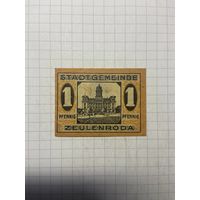 STADTGEMEINDE
1 1
PFENNIG PFENNIG
ZEULENRODA